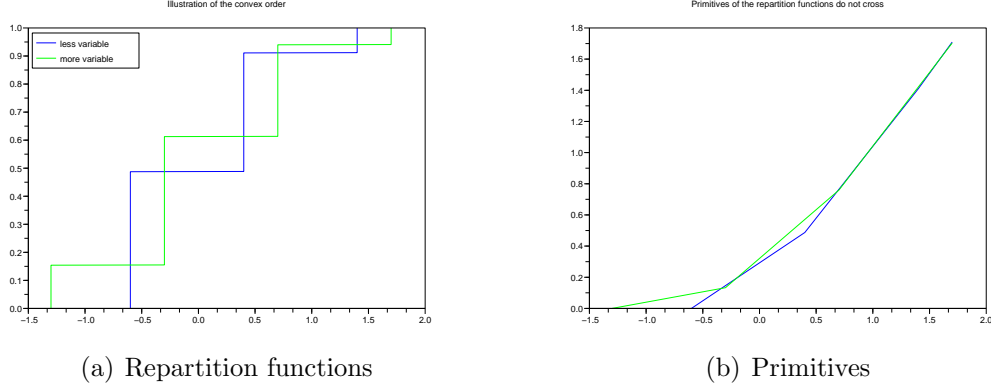 Illustration of the convex order
1.0
0.9
0.8
0.7
0.6
0.5
0.4
0.3
0.2
0.1
0.0
−1.5 −1.0 −0.5 0.0 0.5 1.0 1.5 2.0
less variable
more variable
(a) Repartition functions
Primitives of the repartition functions do not cross
1.8
1.6
1.4
1.2
1.0
0.8
0.6
0.4
0.2
0.0
−1.5 −1.0 −0.5 0.0 0.5 1.0 1.5 2.0
(b) Primitives